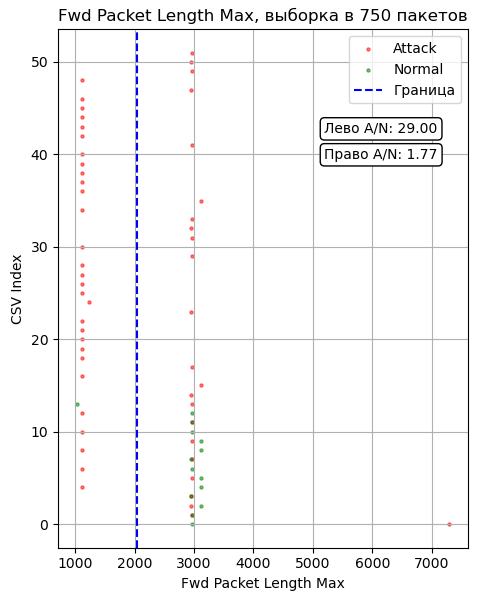 Fwd Packet Length Max, выборка в 750 пакетов
Attack
Normal
Граница
Лево A/N: 29.00
Право A/N: 1.77
CSV Index
50
40
30
20
10
0
1000 2000 3000 4000 5000 6000 7000
Fwd Packet Length Max